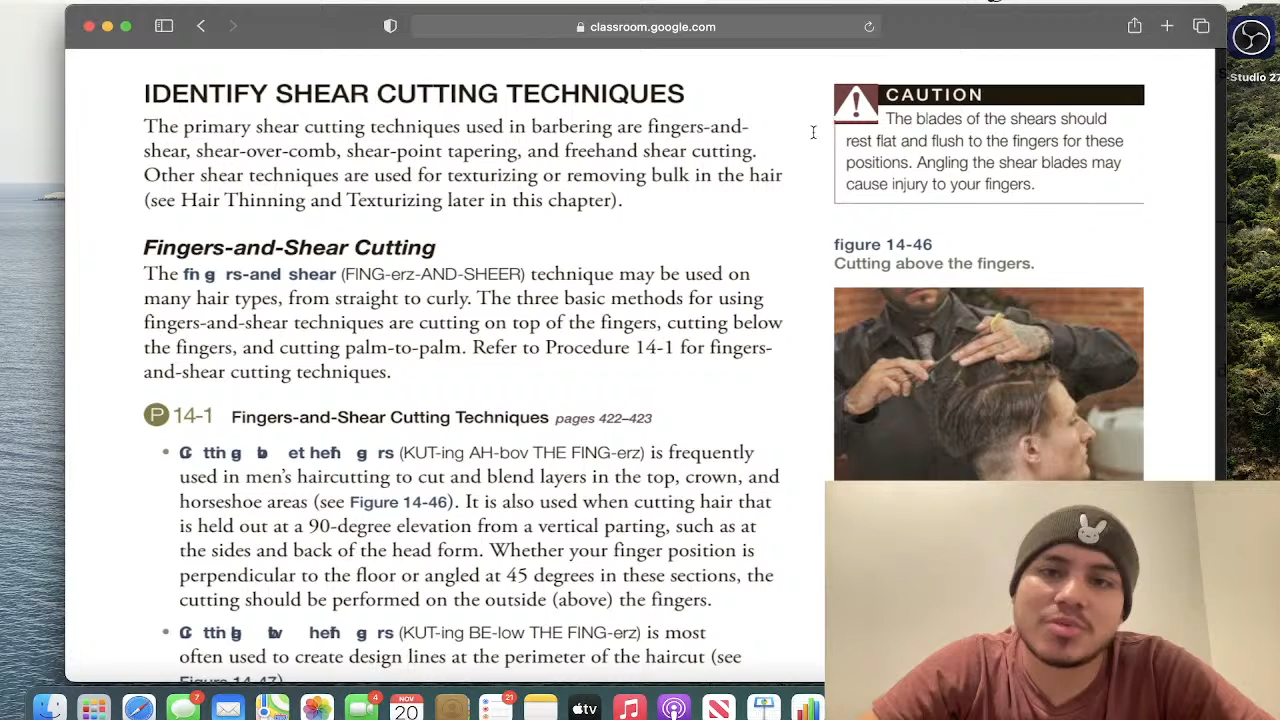 classroom.google.com
Studio 27
IDENTIFY SHEAR CUTTING TECHNIQUES
The primary shear cutting techniques used in barbering are fingers-and-
shear, shear-over-comb, shear-point tapering, and freehand shear cutting.
Other shear techniques are used for texturizing or removing bulk in the hair
(see Hair Thinning and Texturizing later in this chapter).
Fingers-and-Shear Cutting
The rs-and shear (FING-erz-AND-SHEER) technique may be used on
many hair types, from straight to curly. The three basic methods for using
fingers-and-shear techniques are cutting on top of the fingers, cutting below
the fingers, and cutting palm-to-palm. Refer to Procedure 14-1 for fingers-
and-shear cutting techniques.
P 14-1 Fingers-and-Shear Cutting Techniques pages 422–423
• (KUT-ing AH-bov THE FING-erz) is frequently
used in men's haircutting to cut and blend layers in the top, crown, and
horseshoe areas (see Figure 14-46). It is also used when cutting hair that
is held out at a 90-degree elevation from a vertical parting, such as at
the sides and back of the head form. Whether your finger position is
perpendicular to the floor or angled at 45 degrees in these sections, the
cutting should be performed on the outside (above) the fingers.
• (KUT-ing BE-low THE FING-erz) is most
often used to create design lines at the perimeter of the haircut (see
Figure 14-47)
CAUTION
The blades of the shears should
rest flat and flush to the fingers for these
positions. Angling the shear blades may
cause injury to your fingers.
figure 14-46
Cutting above the fingers.
7
NOV
20
4
21
tv